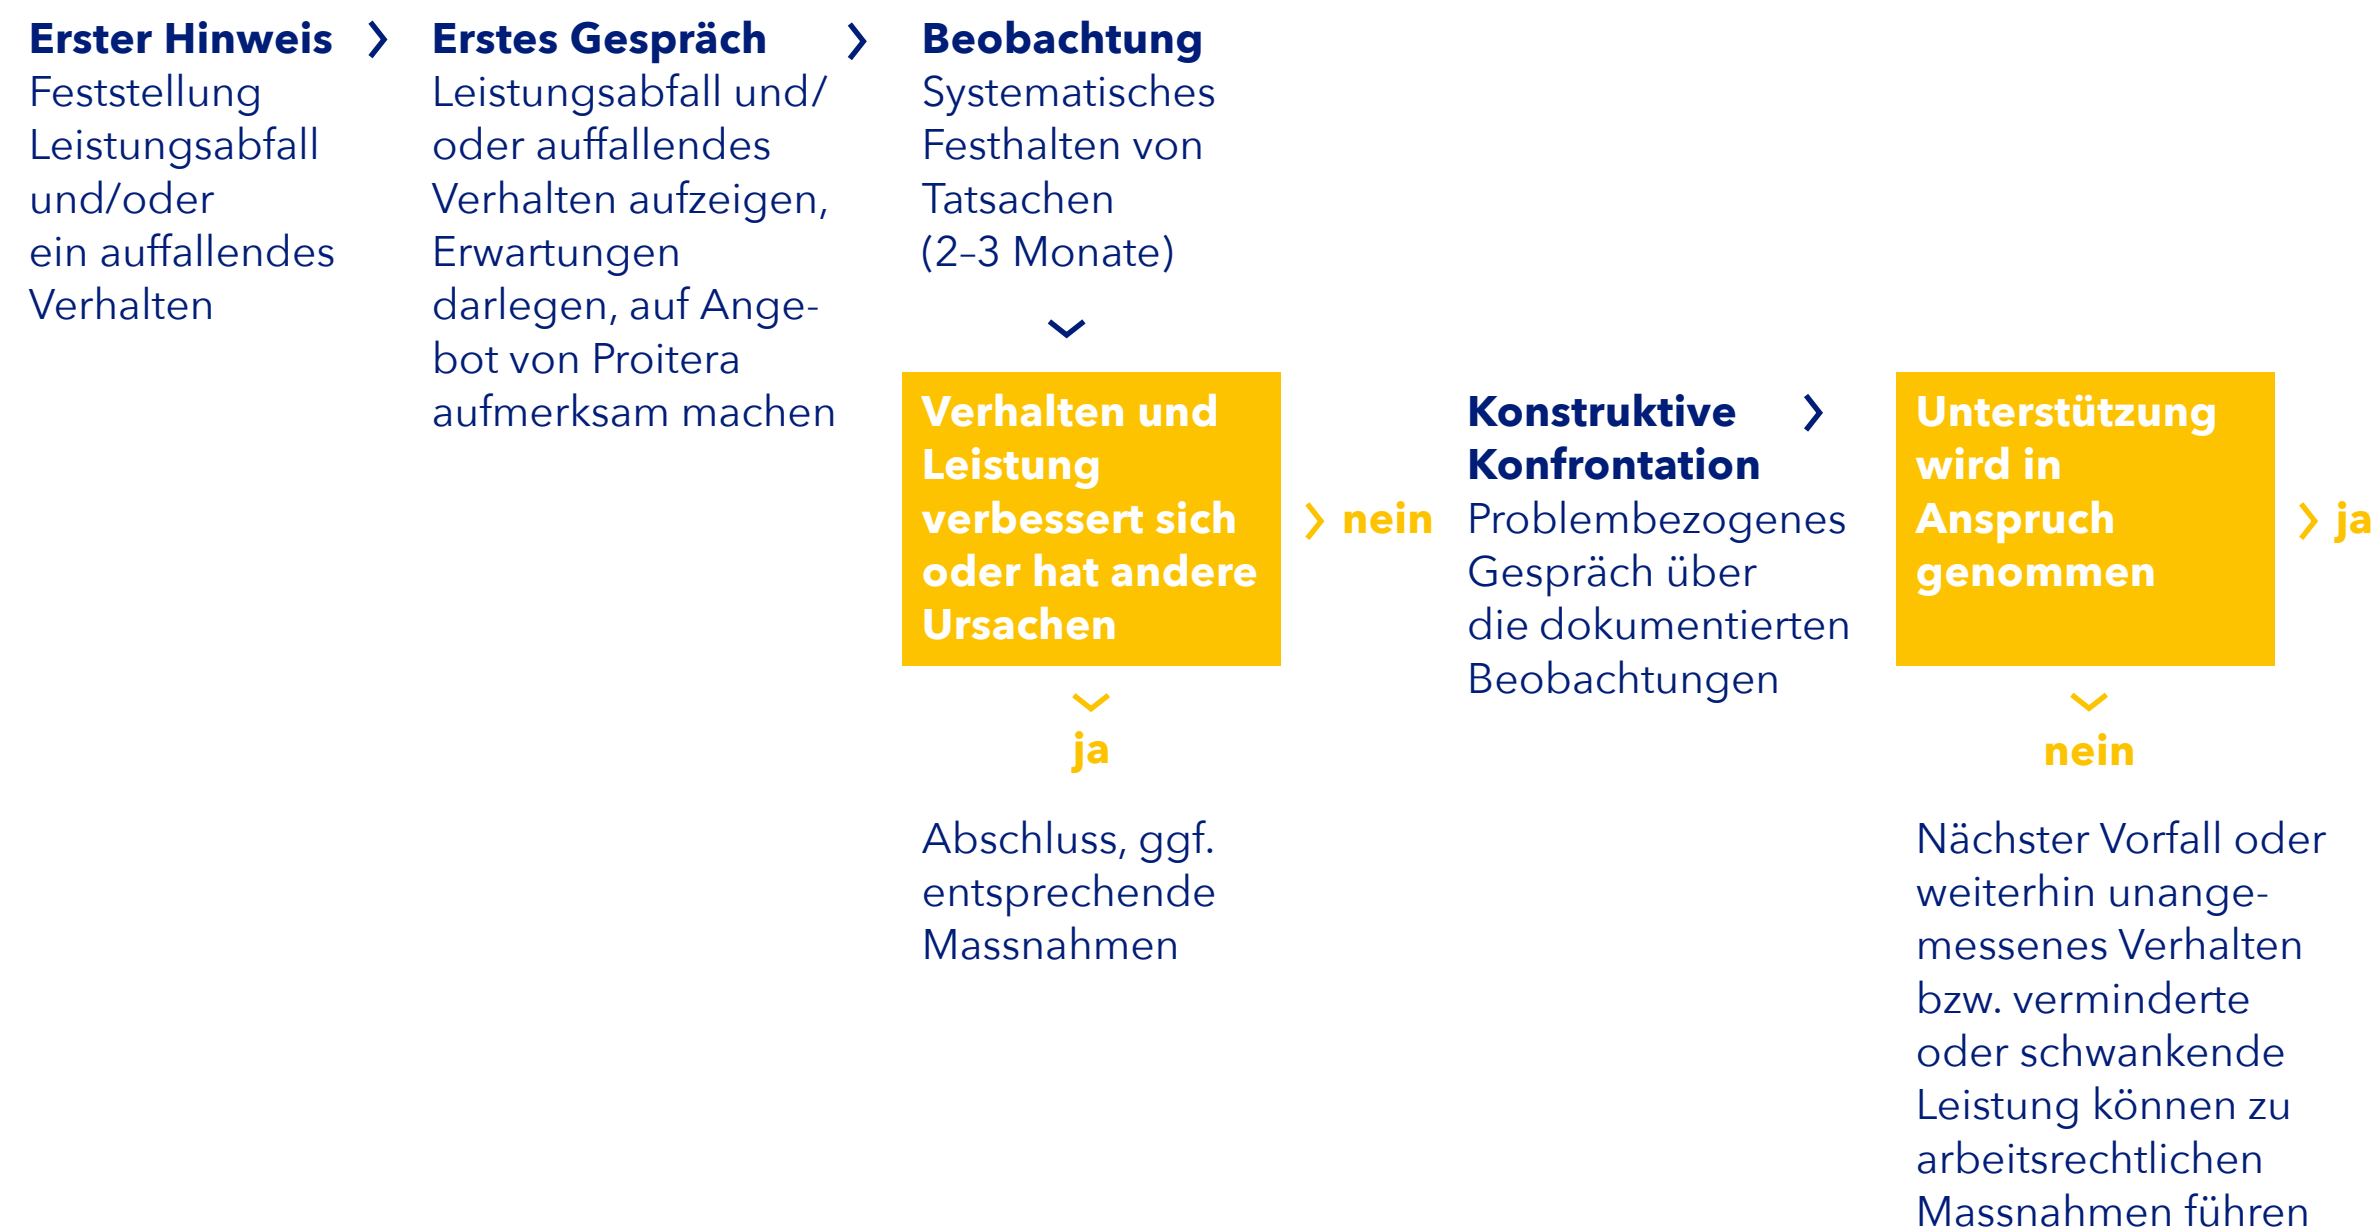 Erster Hinweis
Feststellung
Leistungsabfall
und/oder
ein auffallendes
Verhalten
Erstes Gespräch
Leistungsabfall und/
oder auffallendes
Verhalten aufzeigen,
Erwartungen
darlegen, auf Ange-
bot von Proitera
aufmerksam machen
Beobachtung
Systematisches
Festhalten von
Tatsachen
(2–3 Monate)
Verhalten und
Leistung
verbessert sich
oder hat andere
Ursachen
ja
Abschluss, ggf.
entsprechende
Massnahmen
nein
Konstruktive
Konfrontation
Problembezogenes
Gespräch über
die dokumentierten
Beobachtungen
Unterstützung
wird in
Anspruch
genommen
ja
nein
Nächster Vorfall oder
weiterhin unange-
messenes Verhalten
bzw. verminderte
oder schwankende
Leistung können zu
arbeitsrechtlichen
Massnahmen führen